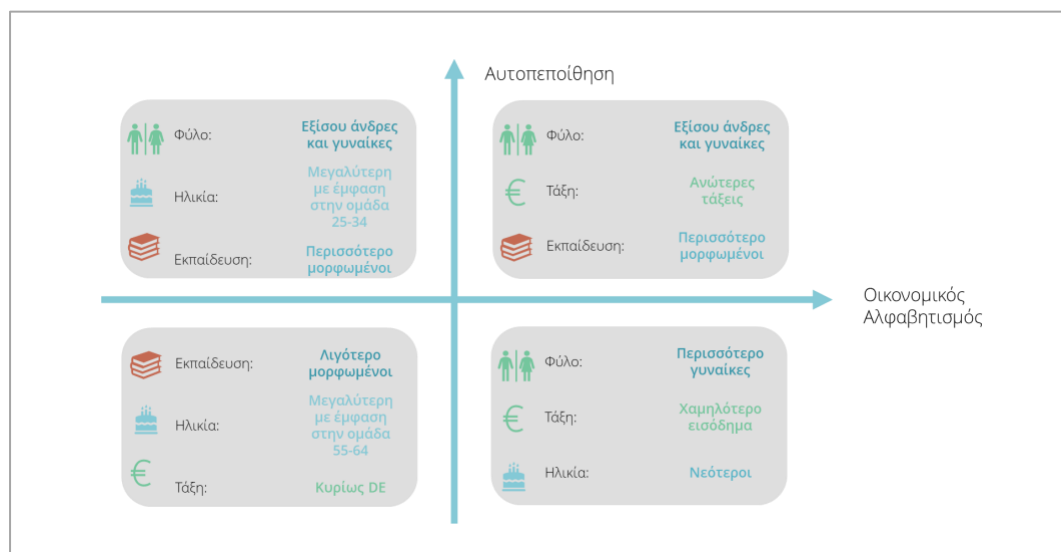 Αυτοπεποίθηση
Φύλο:
Εξίσου άνδρες
και γυναίκες
Ηλικία:
Μεγαλύτερη
με έμφαση
στην ομάδα
25-34
Εκπαίδευση:
Περισσότερο
μορφωμένοι
Φύλο:
Εξίσου άνδρες
και γυναίκες
€
Τάξη:
Ανώτερες
τάξεις
Εκπαίδευση:
Περισσότερο
μορφωμένοι
Οικονομικός
Αλφαβητισμός
Εκπαίδευση:
Λιγότερο
μορφωμένοι
Ηλικία:
Μεγαλύτερη
με έμφαση
στην ομάδα
55-64
€
Τάξη:
Κυρίως DE
Φύλο:
Περισσότερο
γυναίκες
€
Τάξη:
Χαμηλότερο
εισόδημα
Ηλικία:
Νεότεροι